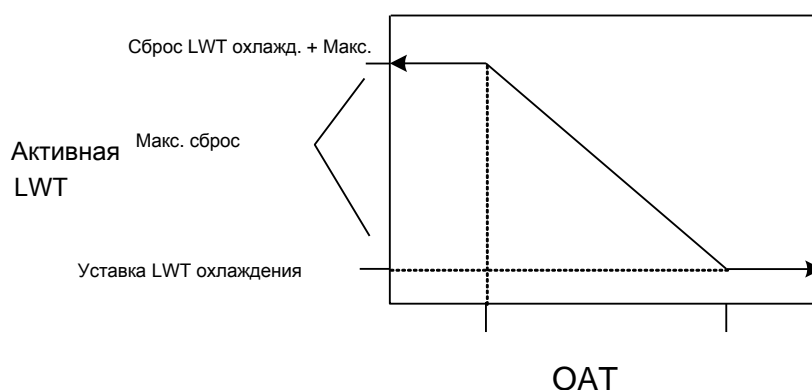 Сброс LWT охлажд. + Макс.
Макс. сброс
Активная
LWT
Уставка LWT охлаждения
OAT